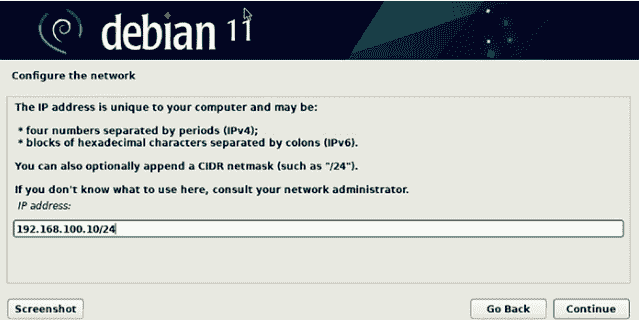 debian 11
Configure the network
The IP address is unique to your computer and may be:
* four numbers separated by periods (IPv4);
* blocks of hexadecimal characters separated by colons (IPv6).
You can also optionally append a CIDR netmask (such as "/24").
If you don't know what to use here, consult your network administrator.
IP address:
192.168.100.10/24
Screenshot Go Back Continue